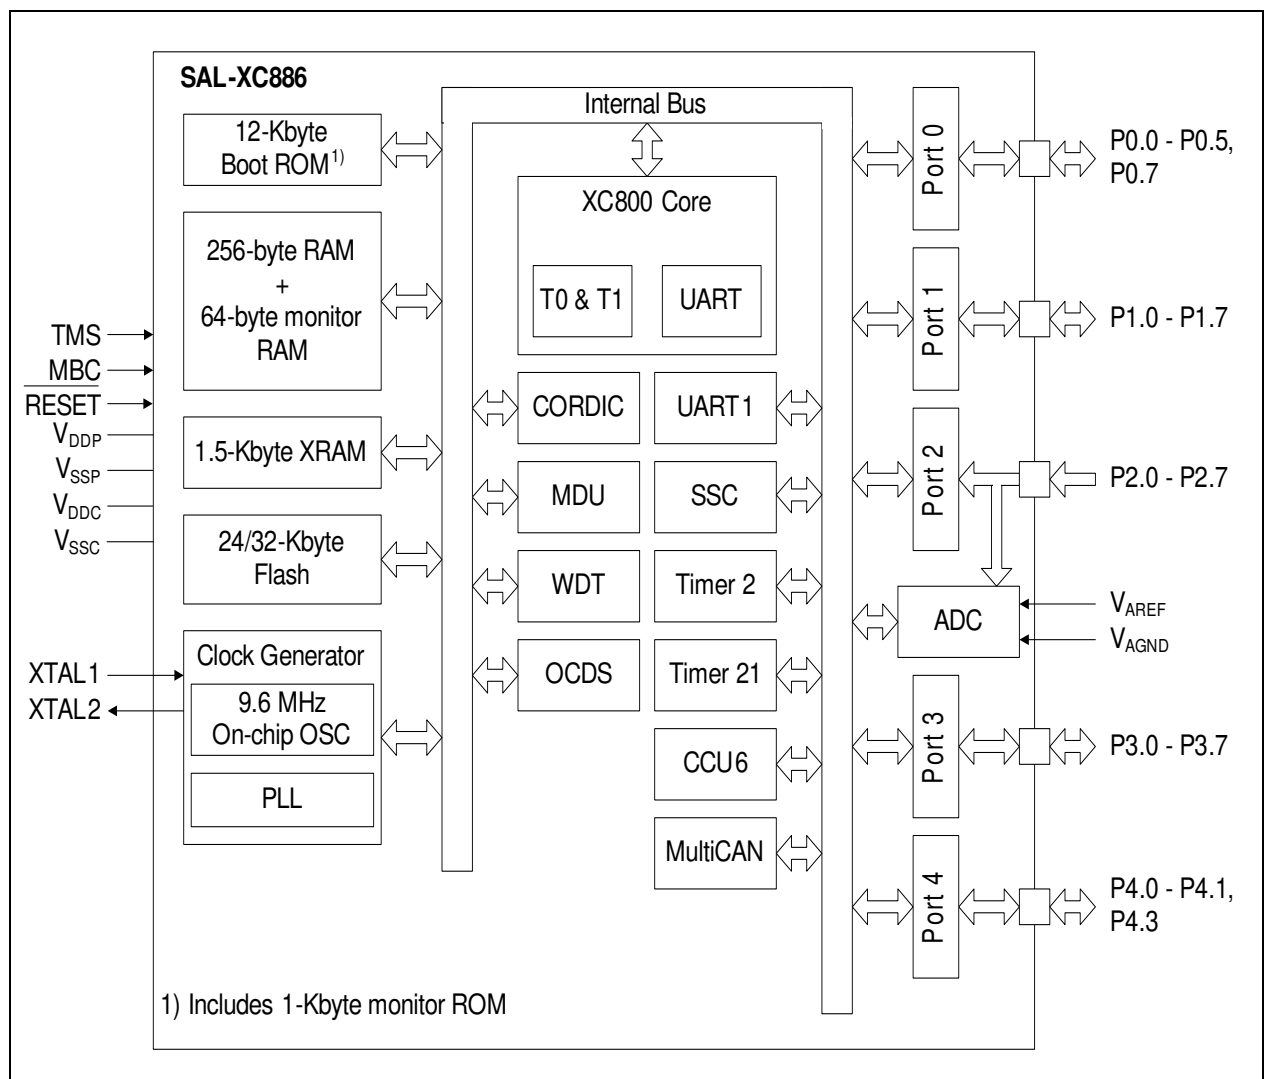 SAL-XC886
Internal Bus
12-Kbyte
Boot ROM1)
256-byte RAM
+
64-byte monitor
RAM
1.5-Kbyte XRAM
24/32-Kbyte
Flash
Clock Generator
9.6 MHz
On-chip OSC
PLL
TMS
MBC
RESET
VDDP
VSSP
VDDC
VSSC
XTAL1
XTAL2
XC800 Core
T0 & T1
UART
CORDIC
UART1
MDU
SSC
WDT
Timer 2
OCDS
Timer 21
CCU6
MultiCAN
Port 0
P0.0 - P0.5,
P0.7
Port 1
P1.0 - P1.7
Port 2
P2.0 - P2.7
ADC
VAREF
VAGND
Port 3
P3.0 - P3.7
Port 4
P4.0 - P4.1,
P4.3
1) Includes 1-Kbyte monitor ROM